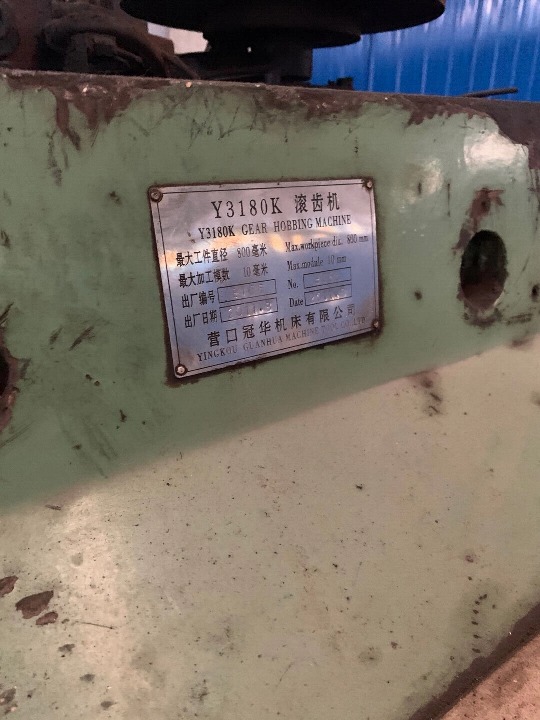 Y3180K 滚齿机
Y3180K GEAR HOBBING MACHINE
最大工件直径 800毫米 Max.workpiece dia. 800 mm
最大加工模数 10毫米 Max.module 10 mm
出厂编号 No.
出厂日期 Date
营口冠华机床有限公司
YINGKOU GUANHUA MACHINE TOOL CO.LTD